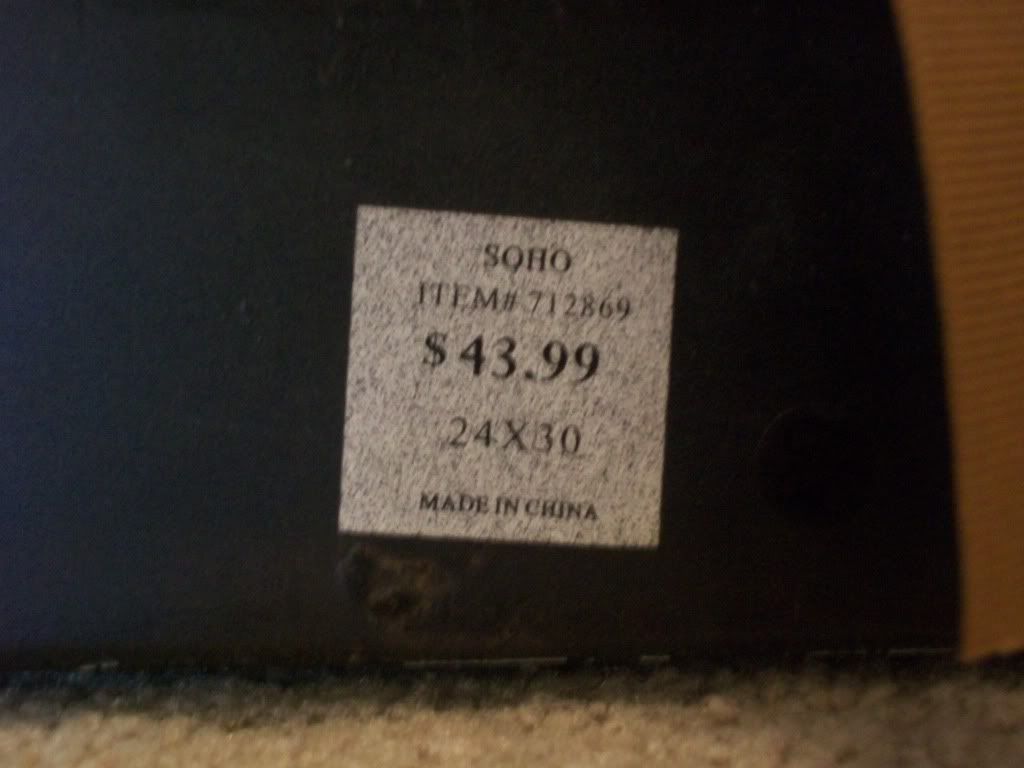 SOHO
ITEM# 712869
$43.99
24X30
MADE IN CHINA